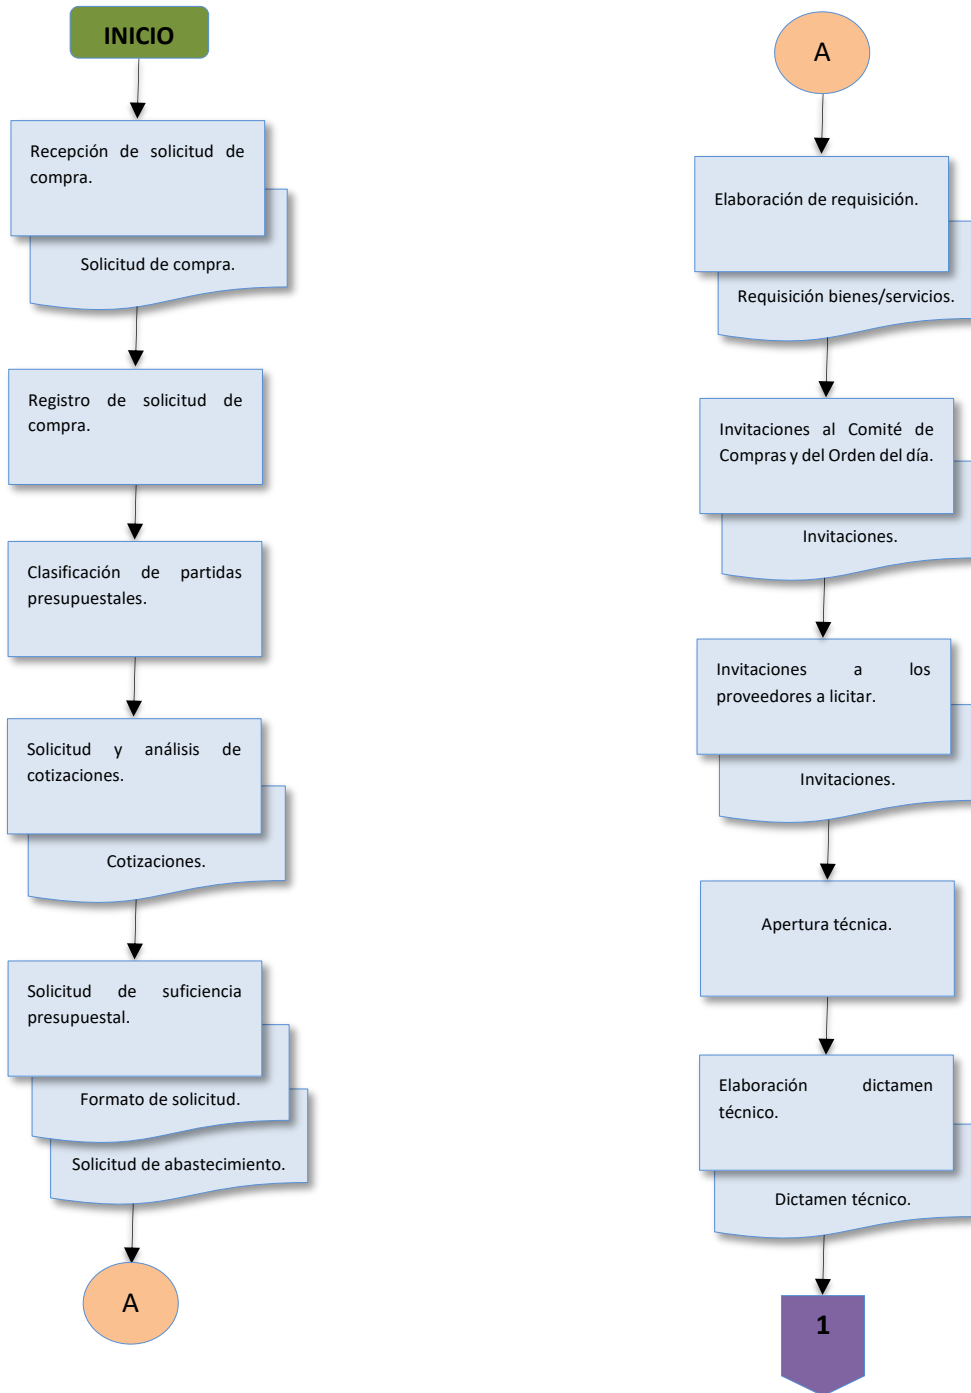 INICIO
Recepción de solicitud de
compra.
Solicitud de compra.
Registro de solicitud de
compra.
Clasificación de partidas
presupuestales.
Solicitud y análisis de
cotizaciones.
Cotizaciones.
Solicitud de suficiencia
presupuestal.
Formato de solicitud.
Solicitud de abastecimiento.
A
A
Elaboración de requisición.
Requisición bienes/servicios.
Invitaciones al Comité de
Compras y del Orden del día.
Invitaciones.
Invitaciones a los
proveedores a licitar.
Invitaciones.
Apertura técnica.
Elaboración dictamen
técnico.
Dictamen técnico.
1